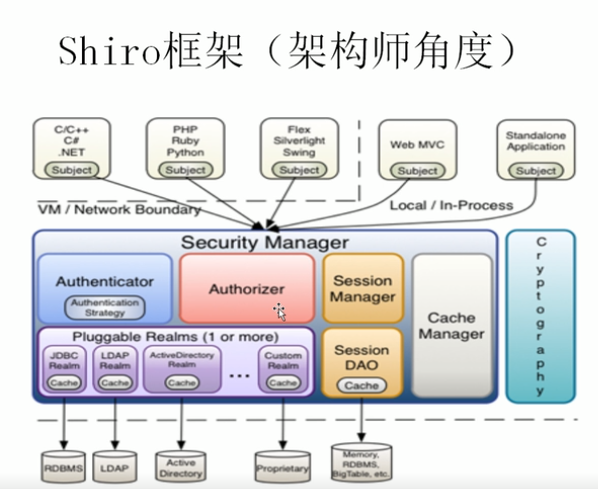 Shiro框架（架构师角度）
C/C++
C#
.NET
Subject
PHP
Ruby
Python
Subject
Flex
Silverlight
Swing
Subject
Web MVC
Subject
Standalone
Application
Subject
VM / Network Boundary
Local / In-Process
Security Manager
Authenticator
Authentication
Strategy
Authorizer
Session
Manager
Cache
Manager
Cryptography
Pluggable Realms (1 or more)
JDBC
Realm
Cache
LDAP
Realm
Cache
ActiveDirectory
Realm
Cache
...
Custom
Realm
Cache
Session
DAO
Cache
RDBMS
LDAP
Active
Directory
Proprietary
Memory,
RDBMS,
BigTable, etc.